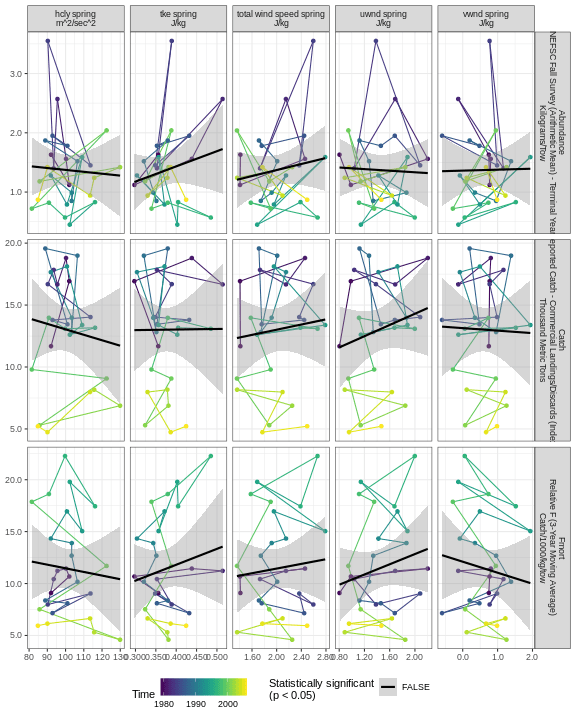 hcly spring
m^2/sec^2
tke spring
J/kg
total wind speed spring
J/kg
uwnd spring
J/kg
vwnd spring
J/kg
Abundance
NEFSC Fall Survey (Arithmetic Mean) - Terminal Year
Kilograms/Tow
3.0
2.0
1.0
Catch
Reported Catch - Commercial Landings/Discards
Thousand Metric Tons
20.0
15.0
10.0
5.0
Fmort
Relative F (3-Year Moving Average)
Catch/1000/kg/tow
20.0
15.0
10.0
5.0
80 90 100 110 120 130
0.300 0.350 0.400 0.450 0.500
1.60 2.00 2.40 2.80
0.80 1.20 1.60 2.00
0.0 1.0 2.0
Time
1980 1990 2000
Statistically significant
(p < 0.05)
FALSE